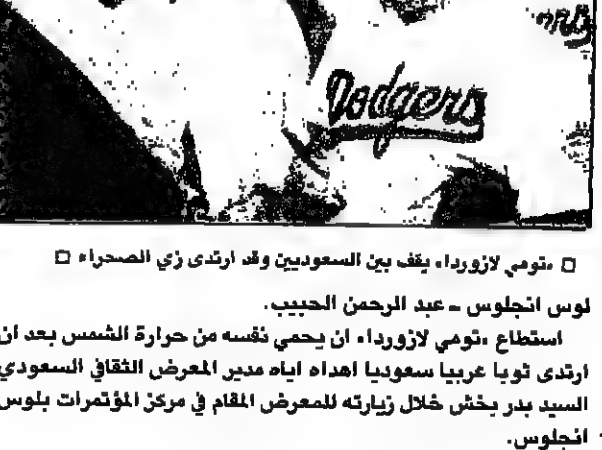 Dodgers
□ «تومي لازوردا» يقف بين السعوديين وقد ارتدى زي الصحراء □
لوس انجلوس ــ عبد الرحمن الحبيب.
استطاع «تومي لازوردا» ان يحمي نفسه من حرارة الشمس بعد ان
ارتدى ثوبا عربيا سعوديا اهداه اياه مدير المعرض الثقافي السعودي
السيد بدر بخش خلال زيارته للمعرض المقام في مركز المؤتمرات بلوس
انجلوس.